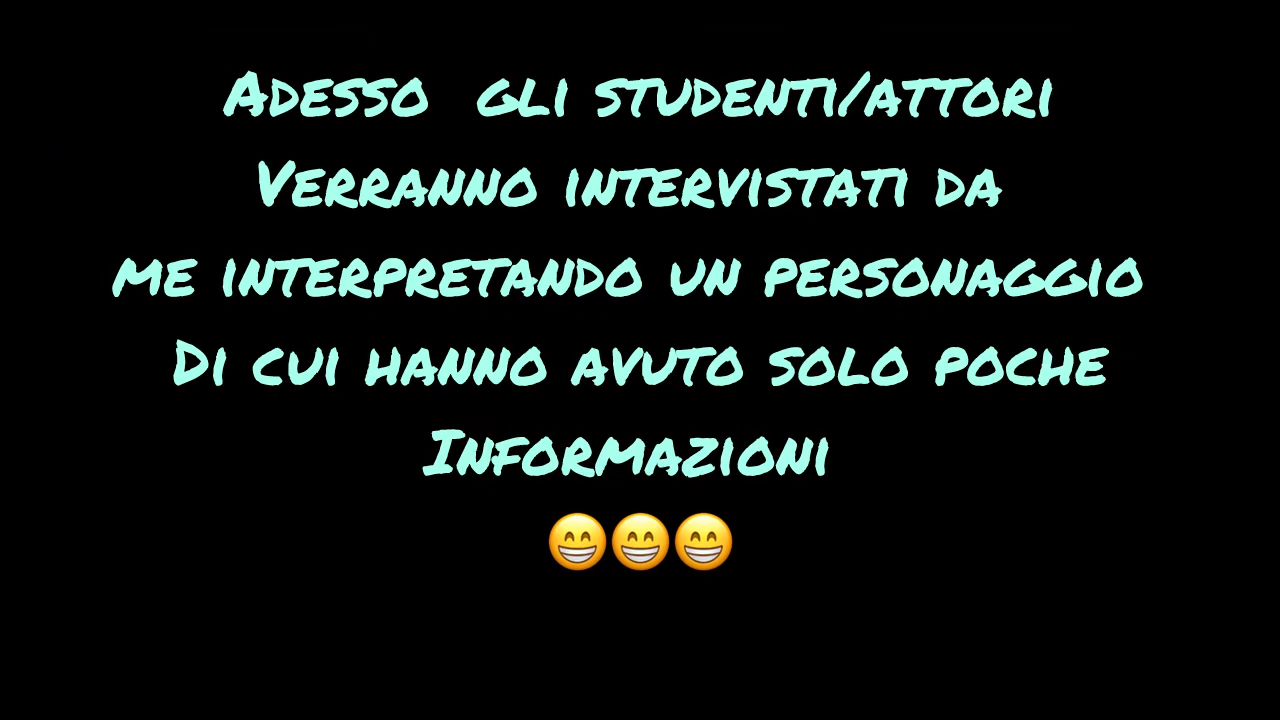 Adesso gli studenti/attori
Verranno intervistati da
me interpretando un personaggio
Di cui hanno avuto solo poche
Informazioni
😁😁😁